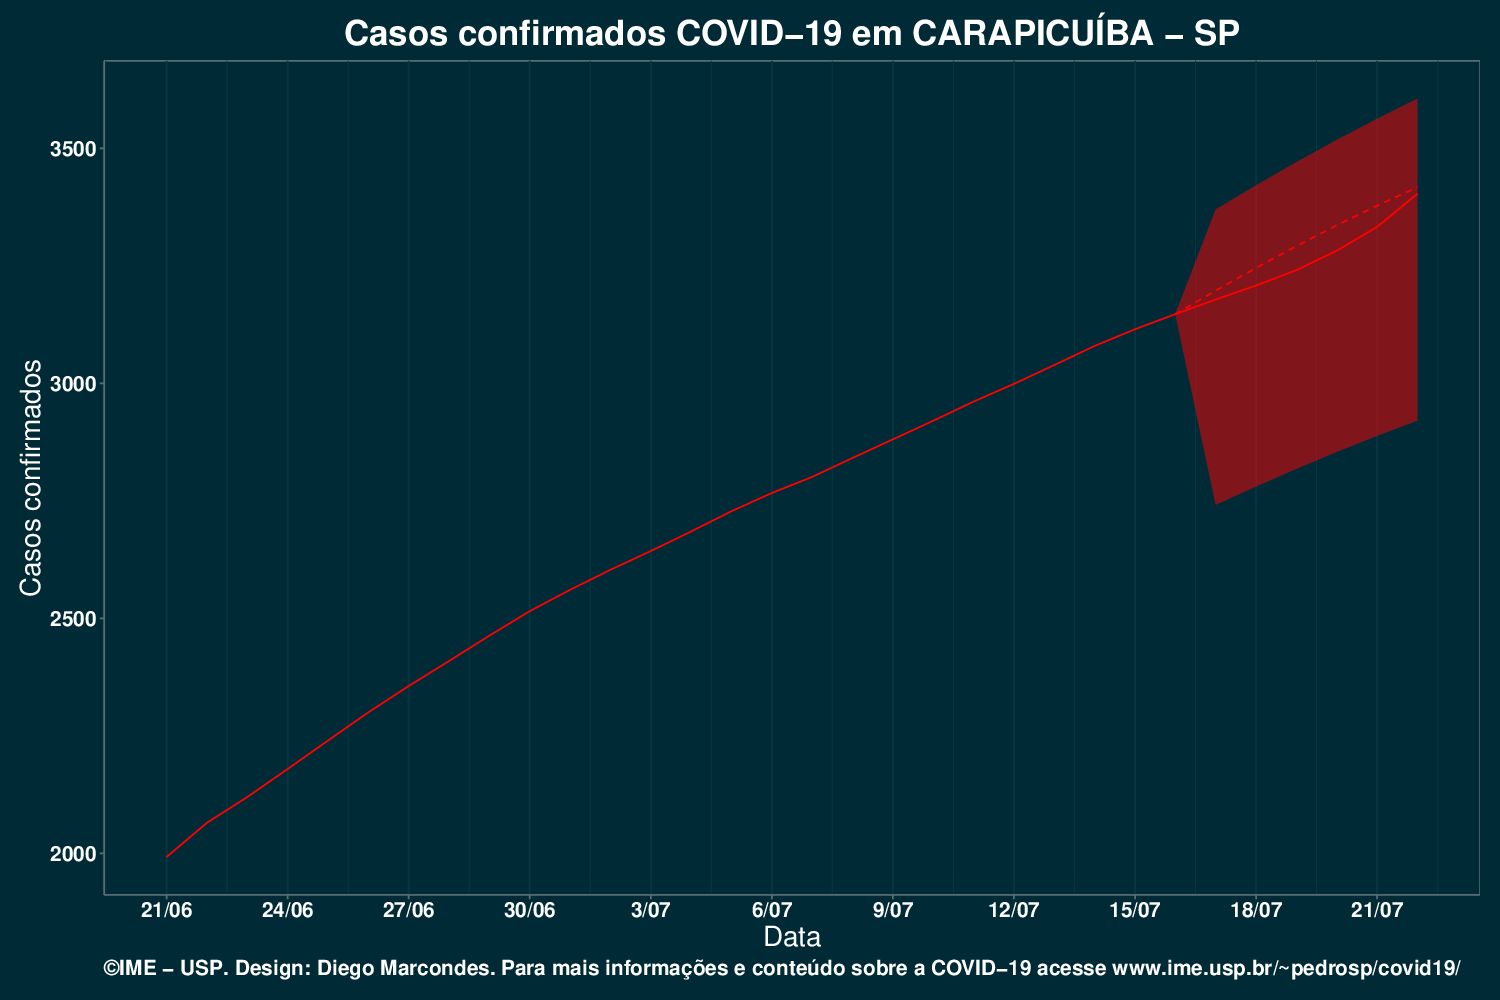 Casos confirmados COVID−19 em CARAPICUÍBA − SP
Casos confirmados
3500
3000
2500
2000
21/06 24/06 27/06 30/06 3/07 6/07 9/07 12/07 15/07 18/07 21/07
Data
©IME − USP. Design: Diego Marcondes. Para mais informações e conteúdo sobre a COVID−19 acesse www.ime.usp.br/~pedrosp/covid19/